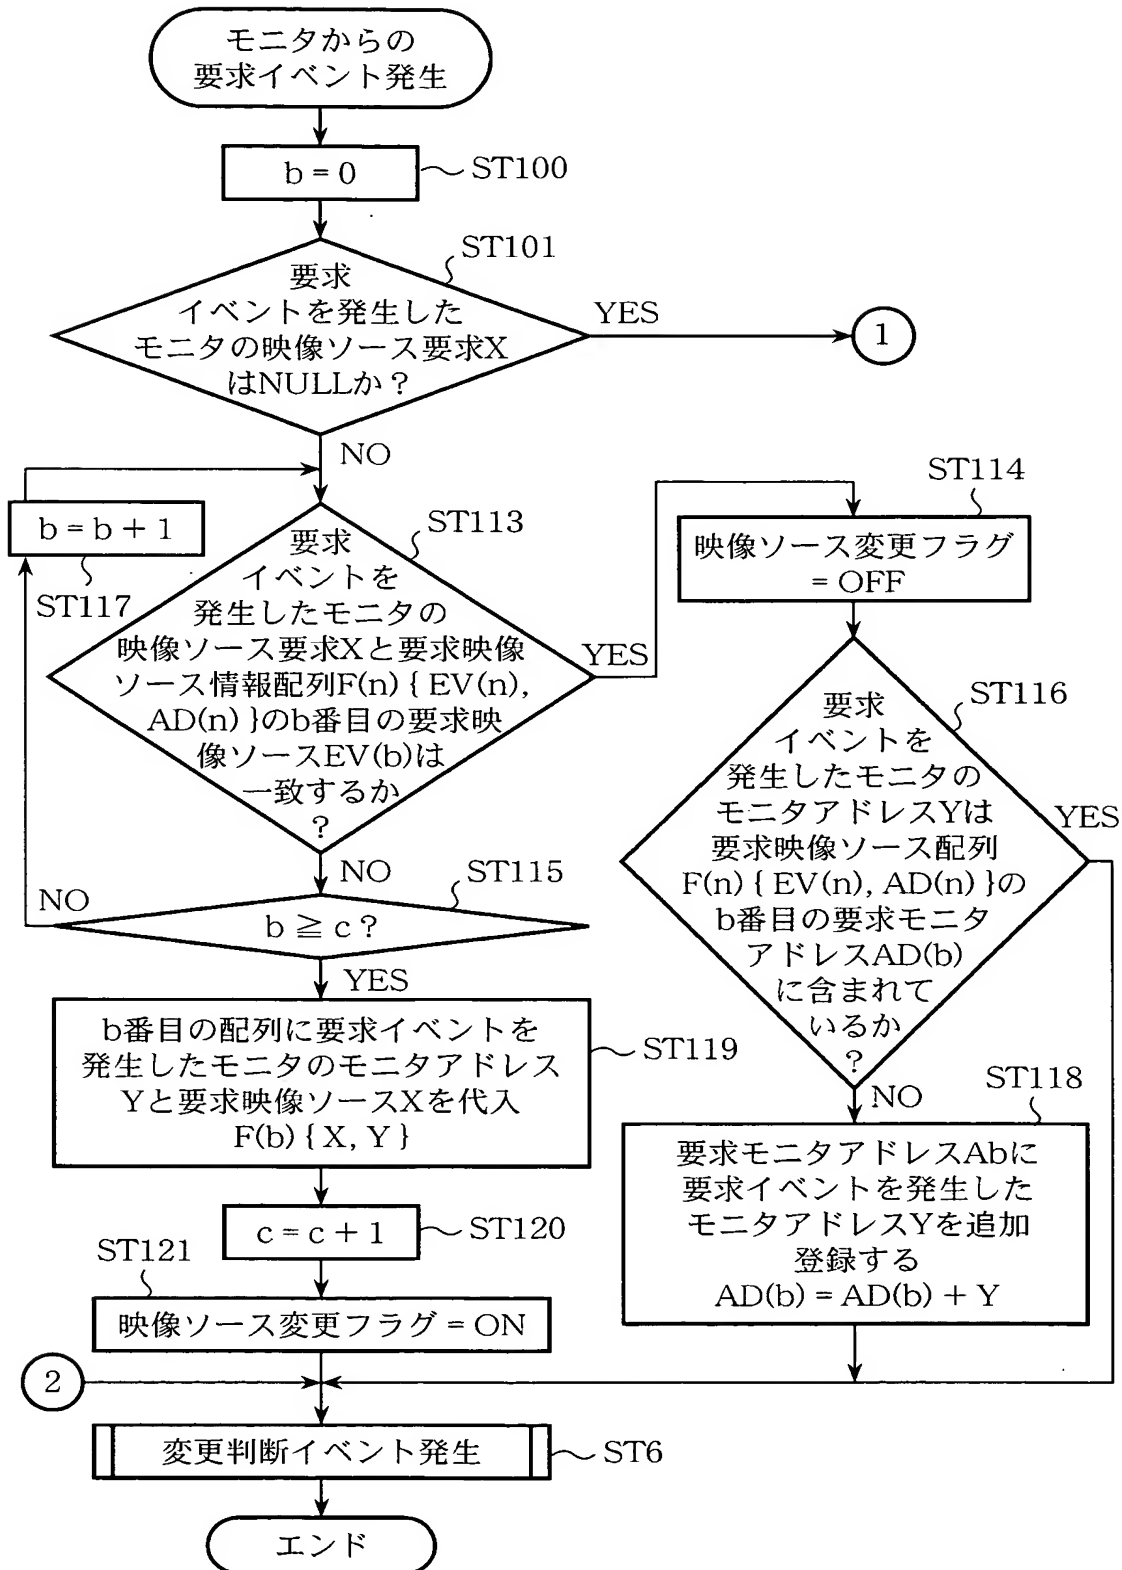 モニタからの
要求イベント発生
b = 0
ST100
ST101
要求
イベントを発生した
モニタの映像ソース要求X
はNULLか?
YES
1
NO
b = b + 1
ST117
ST113
要求
イベントを
発生したモニタの
映像ソース要求Xと要求映像
ソース情報配列F(n) { EV(n),
AD(n) }のb番目の要求映
像ソースEV(b)は
一致するか
?
YES
ST114
映像ソース変更フラグ
= OFF
ST116
要求
イベントを
発生したモニタの
モニタアドレスYは
要求映像ソース配列
F(n) { EV(n), AD(n) }の
b番目の要求モニタ
アドレスAD(b)
に含まれて
いるか
?
YES
NO
NO
ST115
NO
b ≧ c ?
YES
b番目の配列に要求イベントを
発生したモニタのモニタアドレス
Yと要求映像ソースXを代入
F(b) { X, Y }
ST119
ST118
要求モニタアドレスAbに
要求イベントを発生した
モニタアドレスYを追加
登録する
AD(b) = AD(b) + Y
c = c + 1
ST120
ST121
映像ソース変更フラグ = ON
2
変更判断イベント発生
ST6
エンド